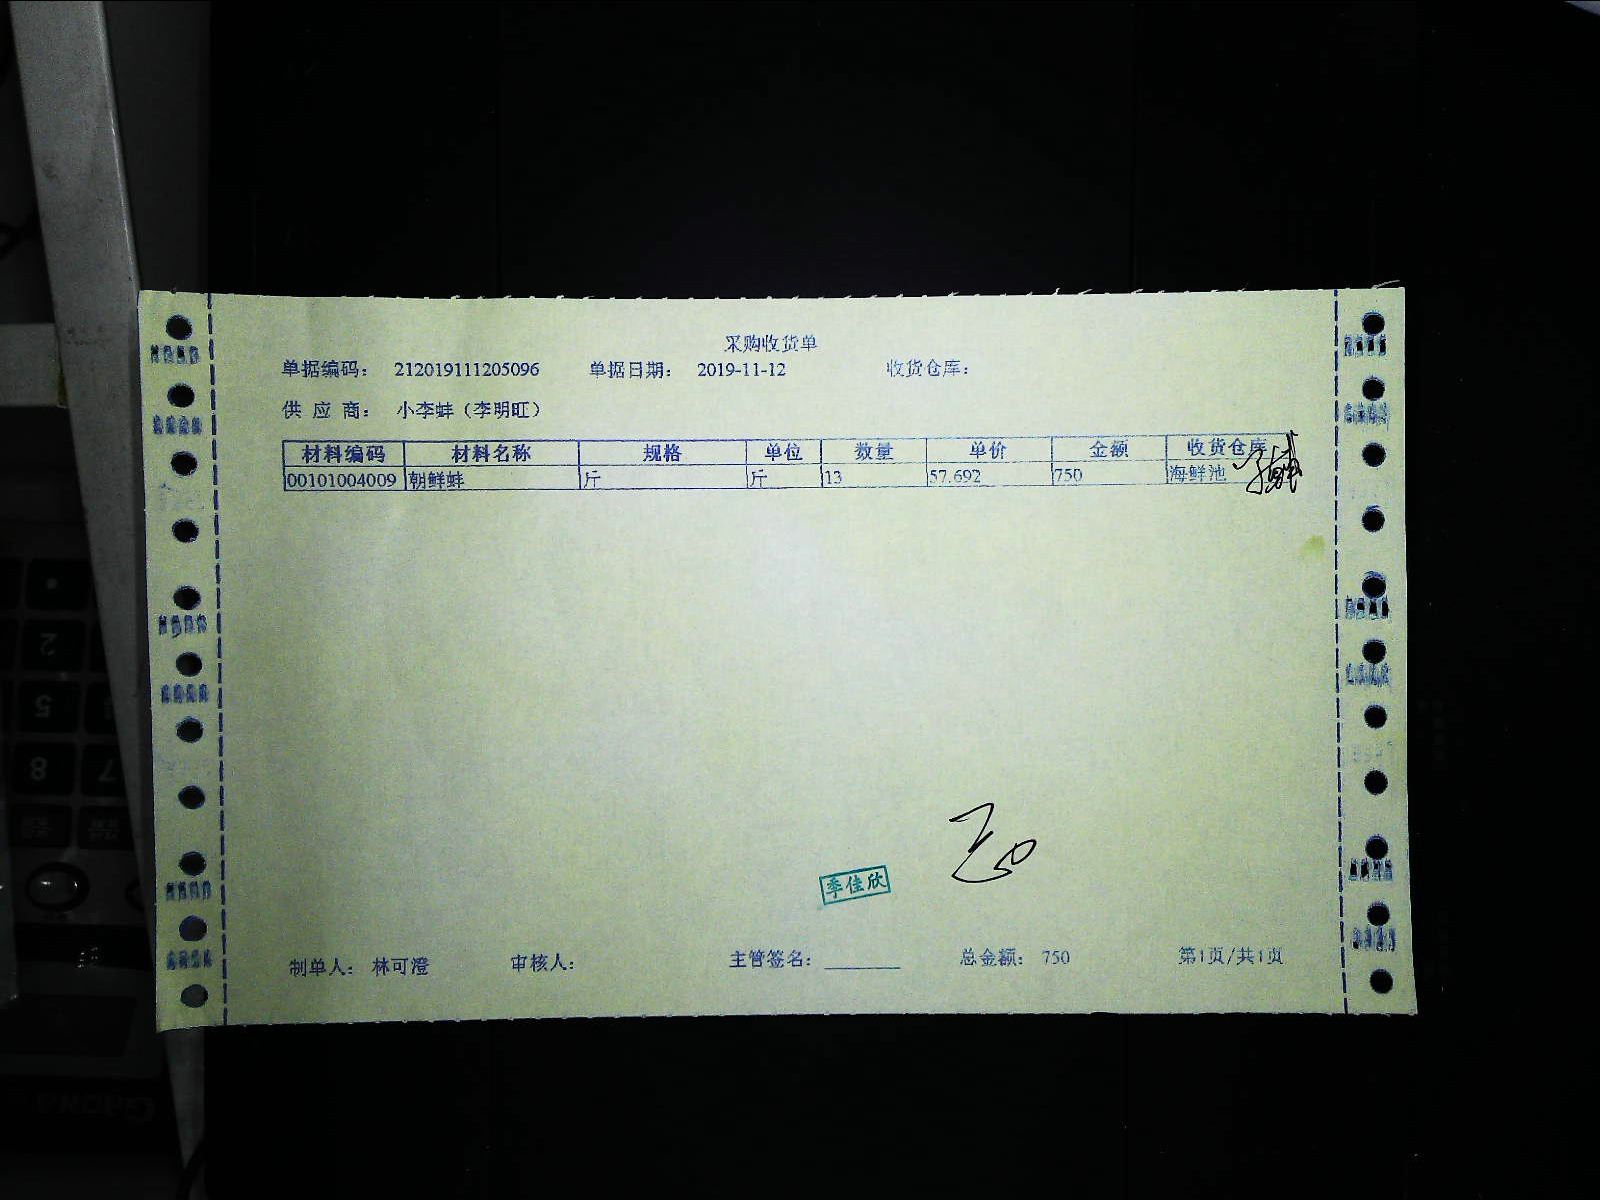 采购收货单
单据编码： 212019111205096 单据日期： 2019-11-12 收货仓库：
供 应 商： 小李蚌（李明旺）
材料编码 材料名称 规格 单位 数量 单价 金额 收货仓库
00101004009 朝鲜蚌 斤 斤 13 57.692 750 海鲜池
季佳欣
制单人： 林可澄 审核人： 主管签名： 总金额： 750 第1页/共1页